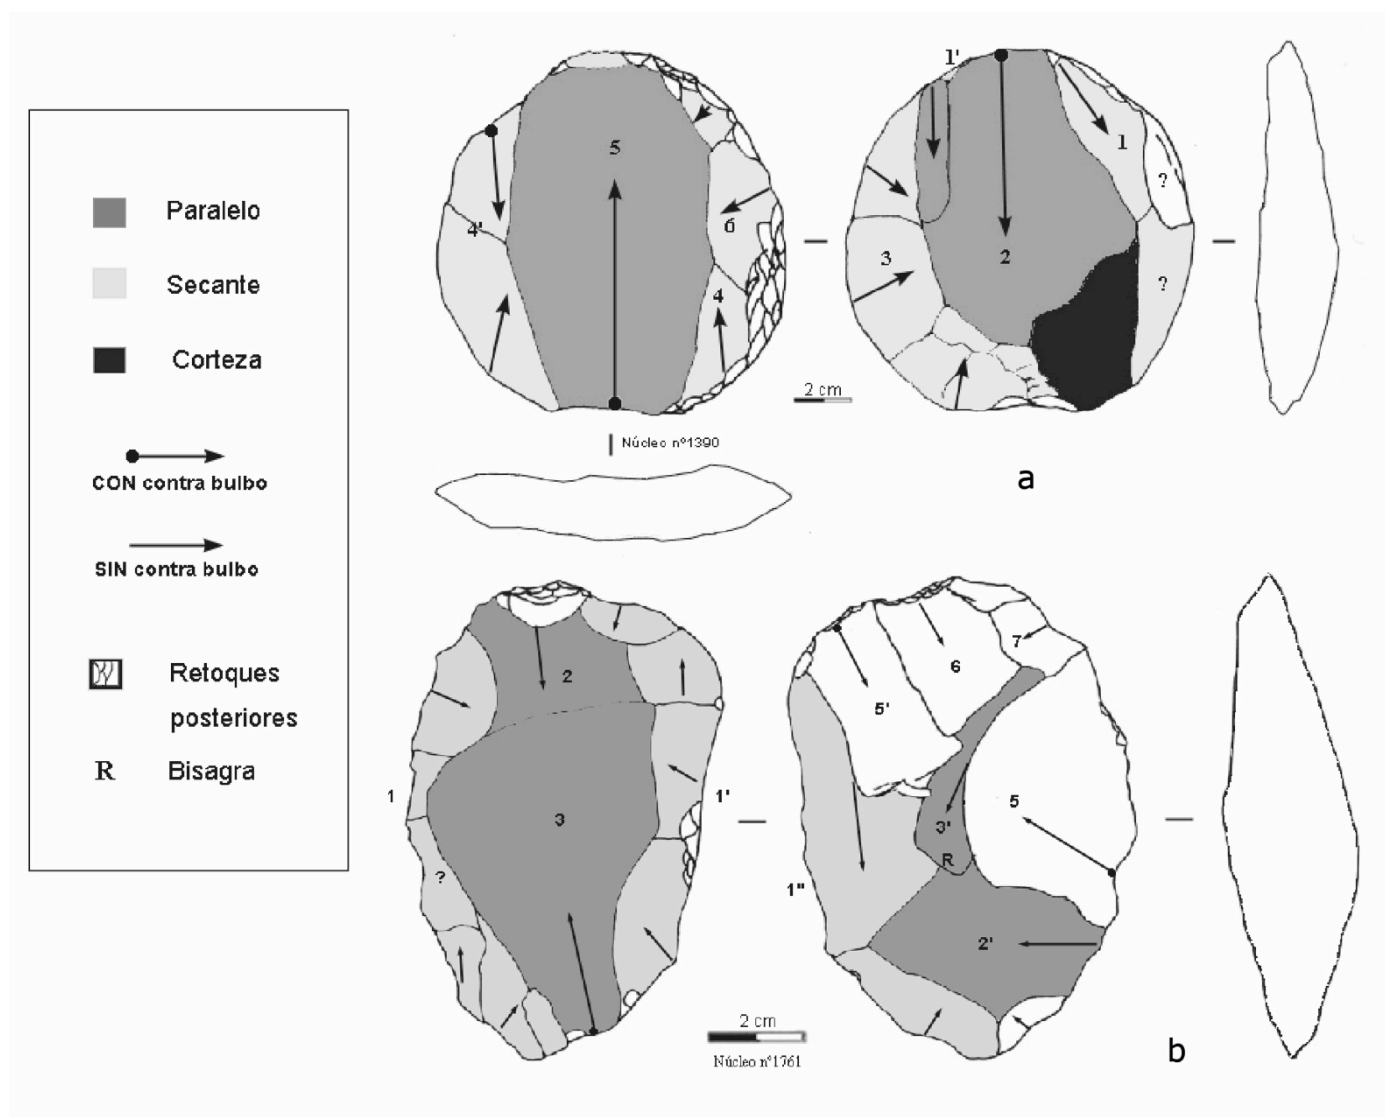 Paralelo
Secante
Corteza
CON contra bulbo
SIN contra bulbo
Retoques
posteriores
R Bisagra
5
4'
6
4
1'
1
?
2
3
?
2 cm
Núcleo nº1390
a
2
1
3
1'
?
7
6
5'
5
3'
R
1"
2'
2 cm
Núcleo nº1761
b